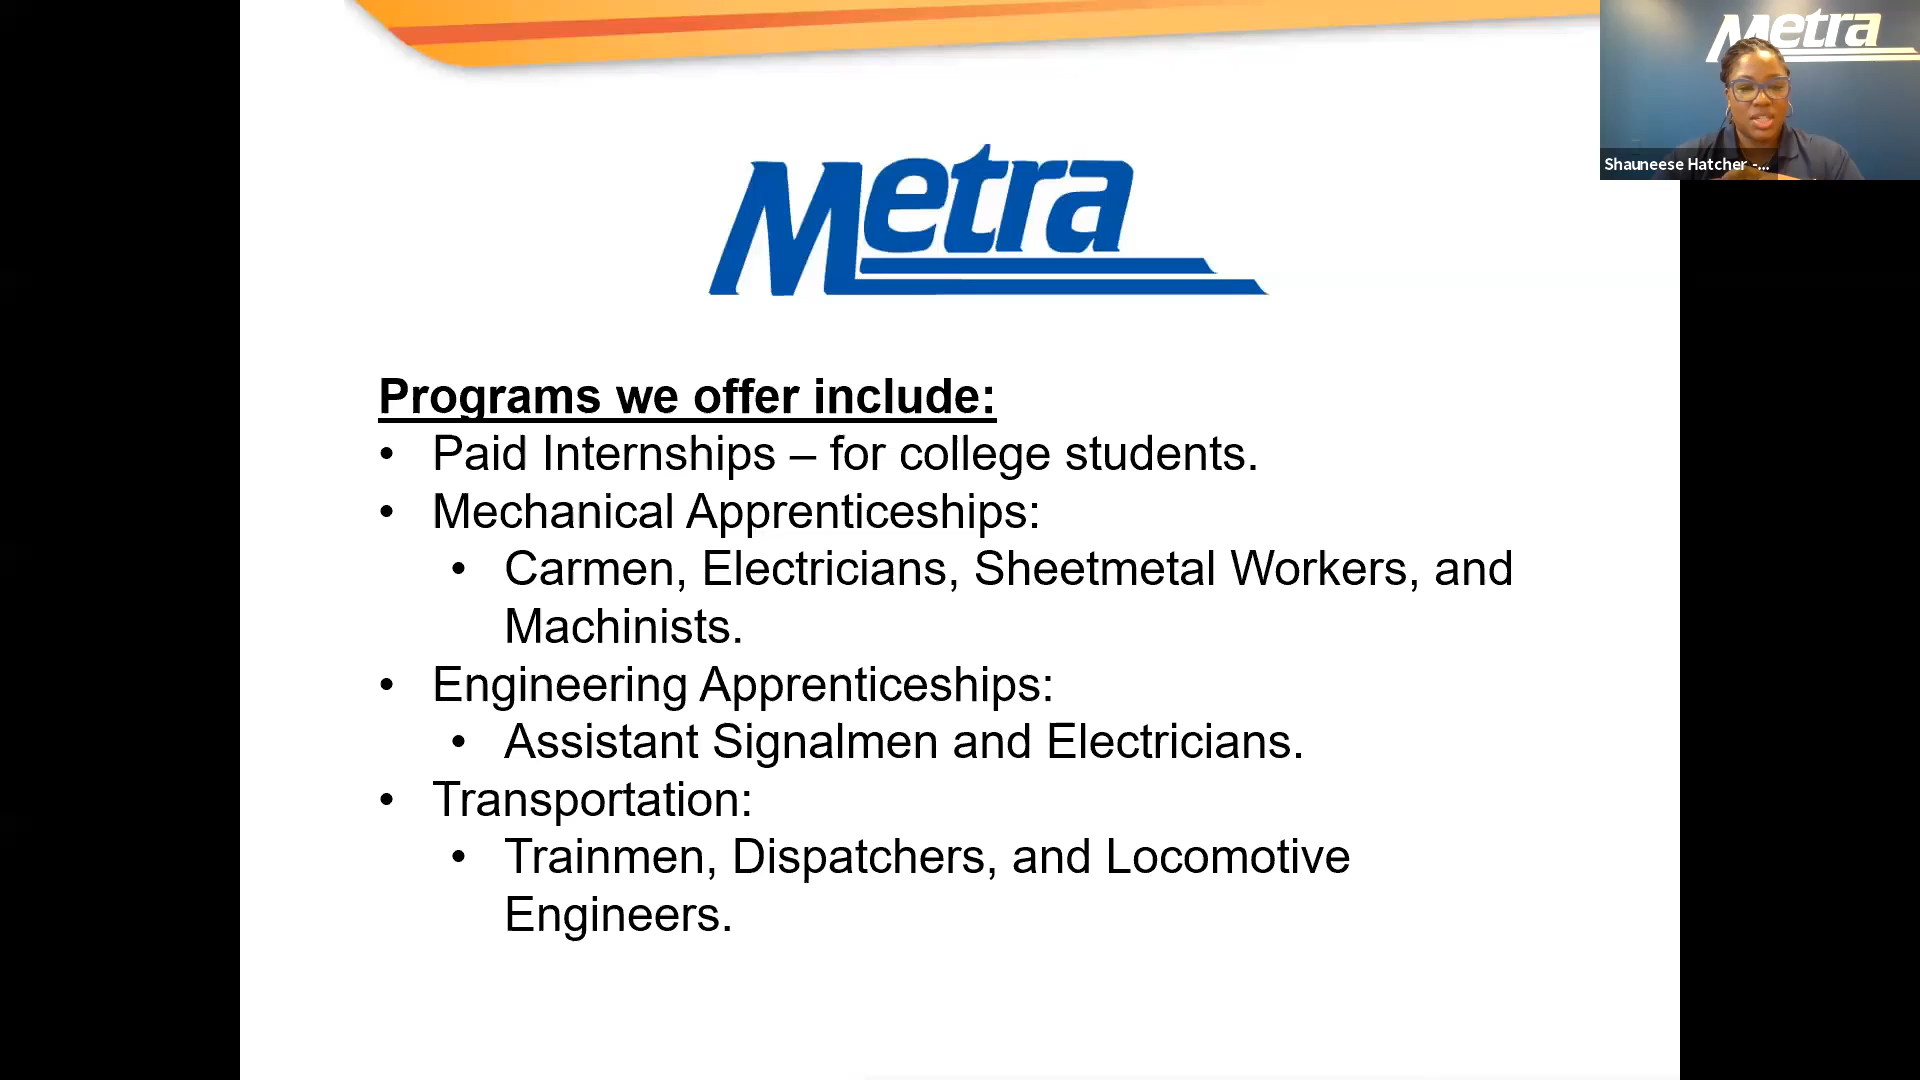 Metra
Metra
Shauneese Hatcher -...
Programs we offer include:
• Paid Internships – for college students.
• Mechanical Apprenticeships:
• Carmen, Electricians, Sheetmetal Workers, and
Machinists.
• Engineering Apprenticeships:
• Assistant Signalmen and Electricians.
• Transportation:
• Trainmen, Dispatchers, and Locomotive
Engineers.